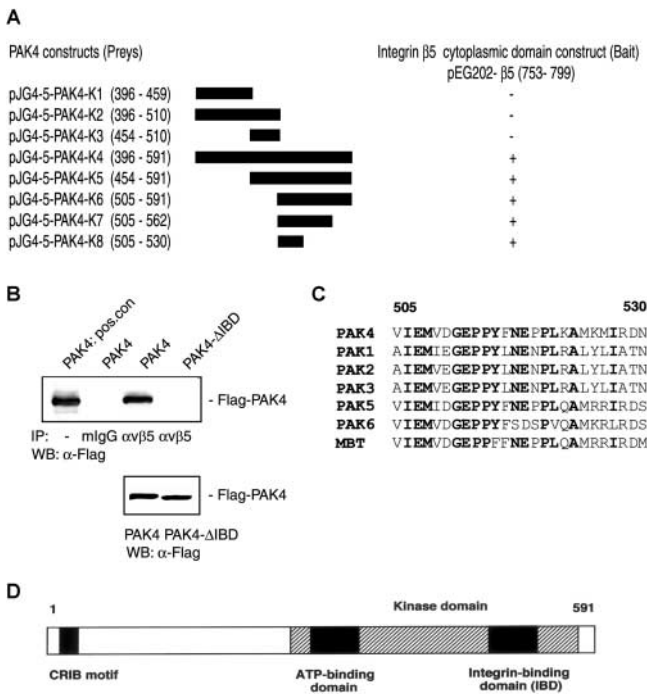 A
PAK4 constructs (Preys)
Integrin β5 cytoplasmic domain construct (Bait)
pEG202- β5 (753- 799)
pJG4-5-PAK4-K1 (396 - 459) -
pJG4-5-PAK4-K2 (396 - 510) -
pJG4-5-PAK4-K3 (454 - 510) -
pJG4-5-PAK4-K4 (396 - 591) +
pJG4-5-PAK4-K5 (454 - 591) +
pJG4-5-PAK4-K6 (505 - 591) +
pJG4-5-PAK4-K7 (505 - 562) +
pJG4-5-PAK4-K8 (505 - 530) +
B
PAK4: pos.con
PAK4
PAK4
PAK4-ΔIBD
- Flag-PAK4
IP: - mIgG αvβ5 αvβ5
WB: α-Flag
- Flag-PAK4
PAK4 PAK4-ΔIBD
WB: α-Flag
C
505 530
PAK4 VIEMVDGEPPYFNEPPLKAMKMIRDN
PAK1 VIEMIEGEPPYLNENPLRALYLIATN
PAK2 VIEMVEGEPPYLNENPLRALYLIATN
PAK3 VIEMVEGEPPYLNENPLRALYLIATN
PAK5 VIEMIDGEPPYFNEPPLQAMRRIRDS
PAK6 VIEMVDGEPPYFSDSPVQAMKRLRDS
MBT VIEMVDGEPPFFNEPPLQAMRRIRDM
D
1 Kinase domain 591
CRIB motif
ATP-binding
domain
Integrin-binding
domain (IBD)